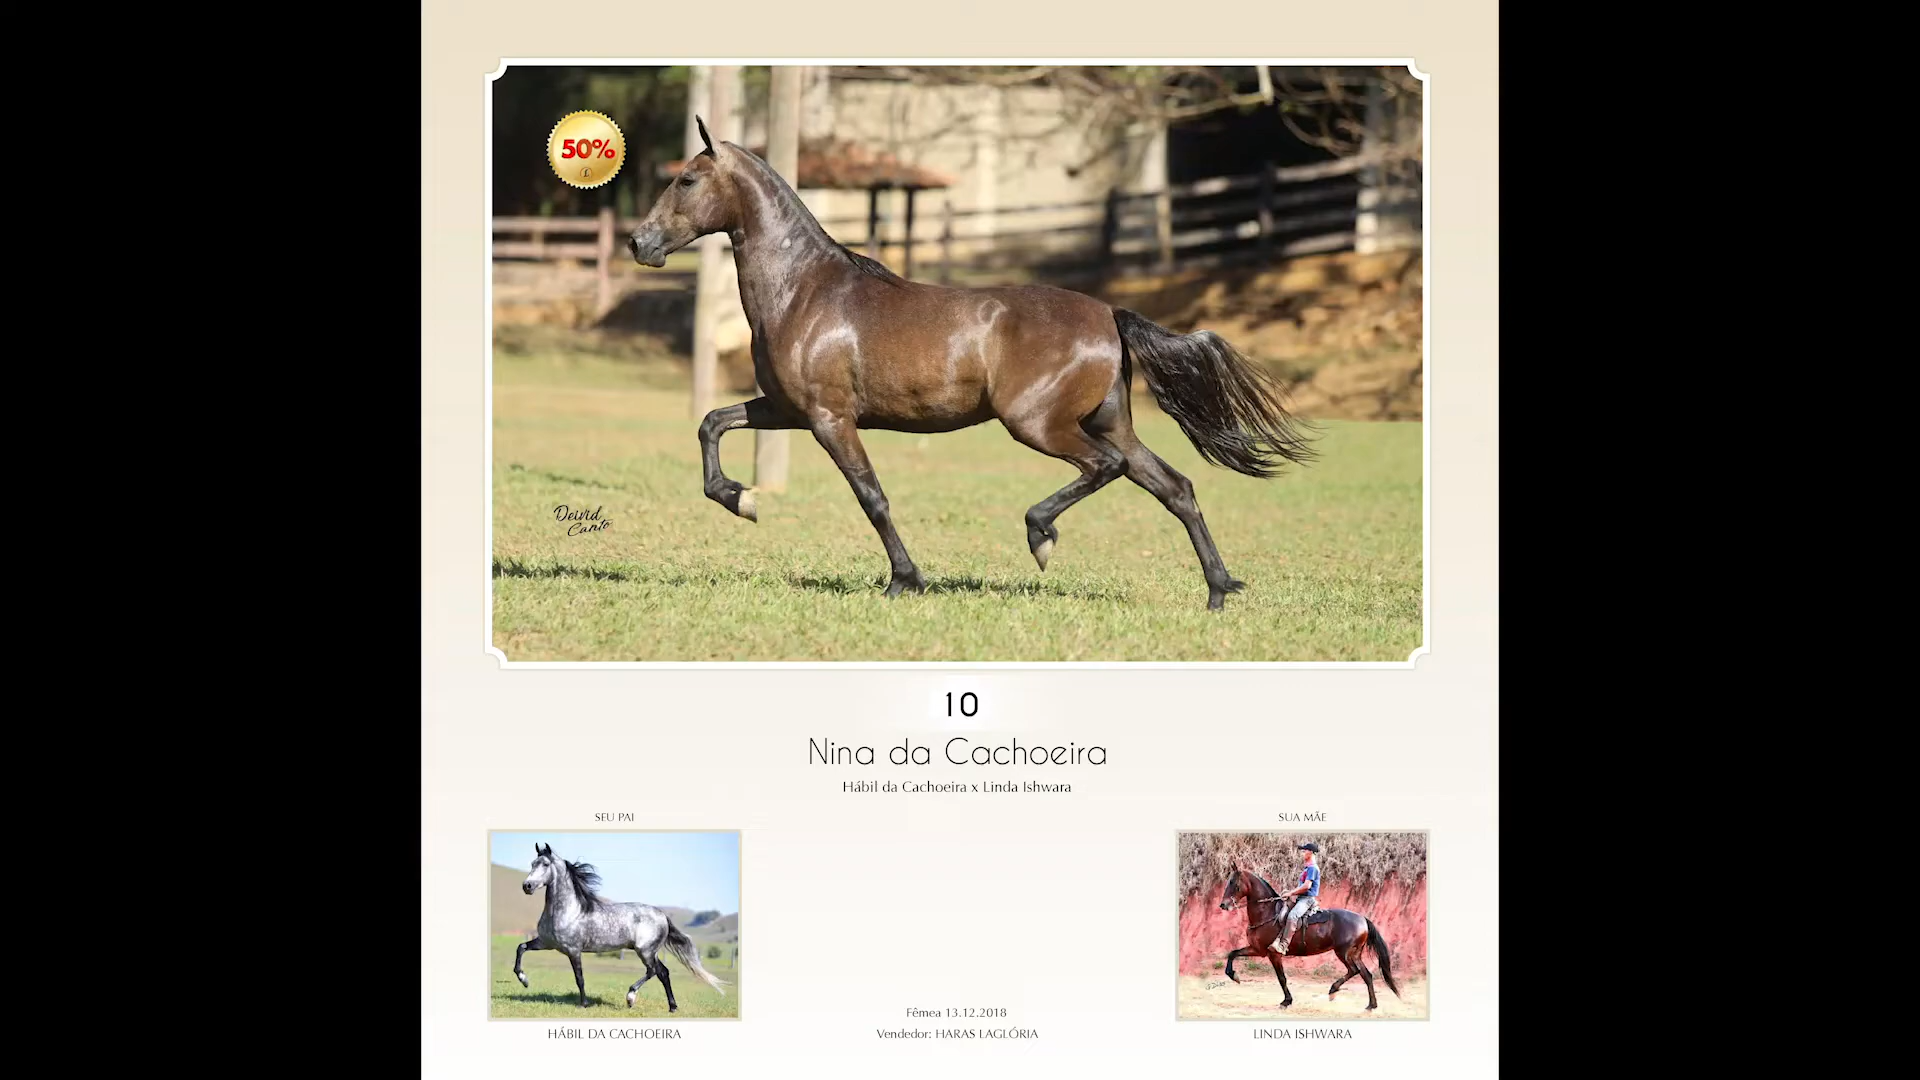 50%
Deivid
Canto
10
Nina da Cachoeira
Hábil da Cachoeira x Linda Ishwara
SEU PAI
SUA MÃE
HÁBIL DA CACHOEIRA
Fêmea 13.12.2018
Vendedor: HARAS LAGLÓRIA
LINDA ISHWARA